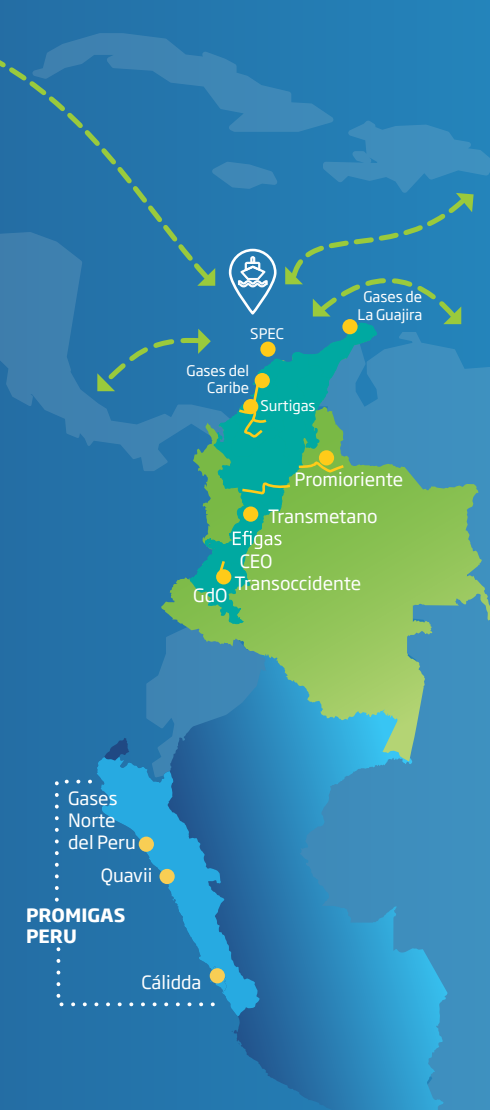 Gases de
La Guajira
SPEC
Gases del
Caribe
Surtigas
Promioriente
Transmetano
Efigas
CEO
Transoccidente
GdO
Gases
Norte
del Peru
Quavii
PROMIGAS
PERU
Cálidda